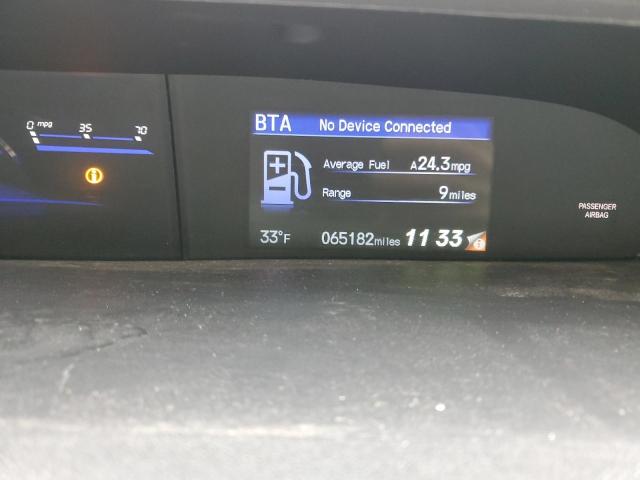 0 mpg 35 70
BTA No Device Connected
Average Fuel A24.3mpg
Range 9miles
33°F 065182miles 11 33
PASSENGER
AIRBAG